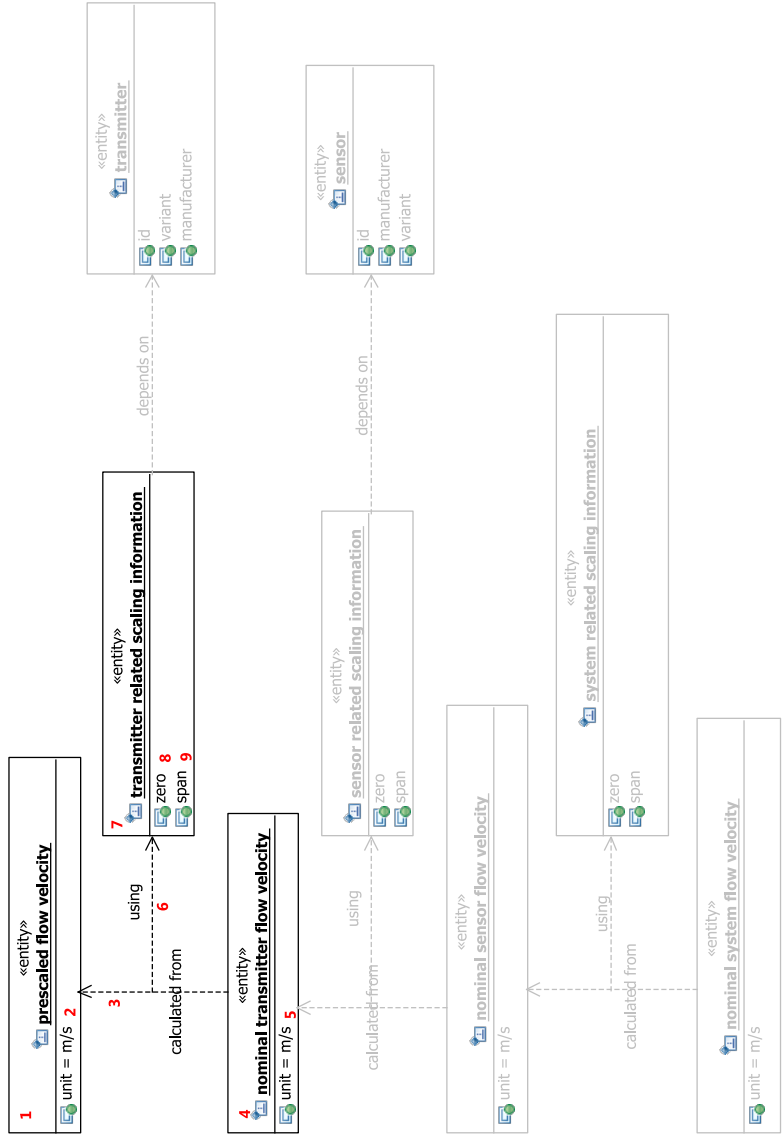 1
«entity»
prescaled flow velocity
unit = m/s 2
3
calculated from
using
6
4
«entity»
nominal transmitter flow velocity
unit = m/s 5
7
«entity»
transmitter related scaling information
zero 8
span 9
depends on
«entity»
transmitter
id
variant
manufacturer
calculated from
using
«entity»
sensor related scaling information
zero
span
depends on
«entity»
sensor
id
manufacturer
variant
«entity»
nominal sensor flow velocity
unit = m/s
calculated from
using
«entity»
system related scaling information
zero
span
«entity»
nominal system flow velocity
unit = m/s